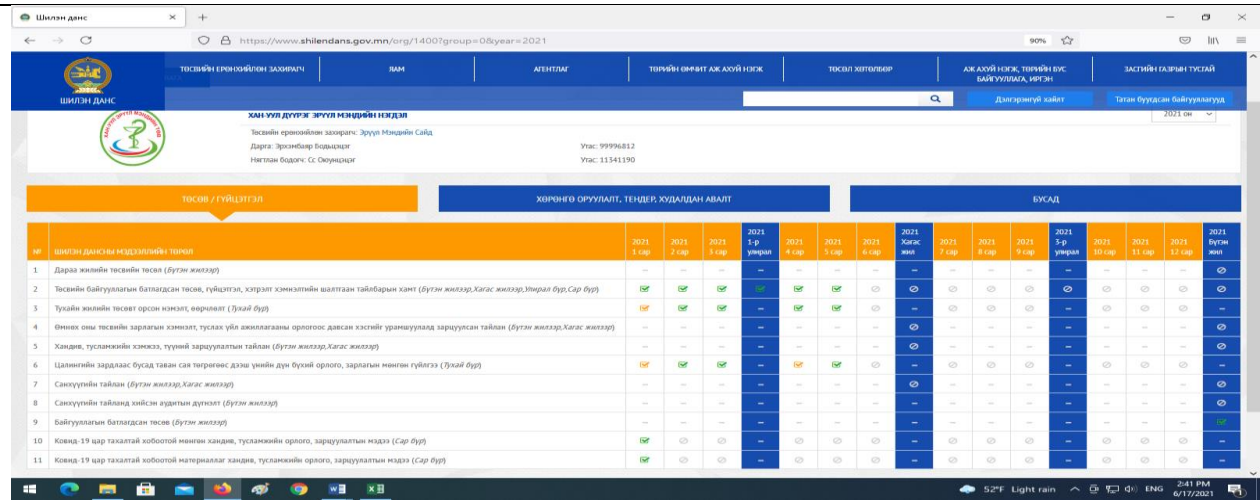 Шилэн данс
https://www.shilendans.gov.mn/org/1400?group=0&year=2021
90%
ШИЛЭН ДАНС
ТӨСВИЙН ЕРӨНХИЙЛӨН ЗАХИРАГЧ
ЯАМ
АГЕНТЛАГ
ТӨРИЙН ӨМЧИТ АЖ АХУЙ НЭГЖ
ТӨСӨЛ ХӨТӨЛБӨР
АЖ АХУЙ НЭГЖ, ТӨРИЙН БУС БАЙГУУЛЛАГА, ИРГЭН
ЗАСГИЙН ГАЗРЫН ТУСГАЙ
Дэлгэрэнгүй хайлт
Татан буугдсан байгууллагууд
ХАН-УУЛ ДҮҮРЭГ ЭРҮҮЛ МЭНДИЙН НЭГДЭЛ
2021 он
Төсвийн ерөнхийлөн захирагч: Эрүүл Мэндийн Сайд
Дарга: Эрхэмбаяр Бодьцэцэг
Утас: 99996812
Нягтлан бодогч: Сс Оюунцэцэг
Утас: 11341190
ТӨСӨВ / ГҮЙЦЭТГЭЛ
ХӨРӨНГӨ ОРУУЛАЛТ, ТЕНДЕР, ХУДАЛДАН АВАЛТ
БУСАД
№ ШИЛЭН ДАНСНЫ МЭДЭЭЛЛИЙН ТӨРӨЛ
2021 1 сар
2021 2 сар
2021 3 сар
2021 1-р улирал
2021 4 сар
2021 5 сар
2021 6 сар
2021 Хагас жил
2021 7 сар
2021 8 сар
2021 9 сар
2021 3-р улирал
2021 10 сар
2021 11 сар
2021 12 сар
2021 Бүтэн жил
1 Дараа жилийн төсвийн төсөл (Бүтэн жилээр)
2 Төсвийн байгууллагын батлагдсан төсөв, гүйцэтгэл, хэтрэлт хэмнэлтийн шалтгаан тайлбарын хамт (Бүтэн жилээр,Хагас жилээр,Улирал бүр,Сар бүр)
3 Тухайн жилийн төсөвт орсон нэмэлт, өөрчлөлт (Тухай бүр)
4 Өмнөх оны төсвийн зарлагын хэмнэлт, туслах үйл ажиллагааны орлогоос давсан хэсгийг урамшуулалд зарцуулсан тайлан (Бүтэн жилээр,Хагас жилээр)
5 Хандив, тусламжийн хэмжээ, түүний зарцуулалтын тайлан (Бүтэн жилээр,Хагас жилээр)
6 Цалингийн зардлаас бусад таван сая төгрөгөөс дээш үнийн дүн бүхий орлого, зарлагын мөнгөн гүйлгээ (Тухай бүр)
7 Санхүүгийн тайлан (Бүтэн жилээр,Хагас жилээр)
8 Санхүүгийн тайланд хийсэн аудитын дүгнэлт (Бүтэн жилээр)
9 Байгууллагын батлагдсан төсөв (Бүтэн жилээр)
10 Ковид-19 цар тахалтай хобоотой мөнгөн хандив, тусламжийн орлого, зарцуулалтын мэдээ (Сар бүр)
11 Ковид-19 цар тахалтай хобоотой материаллаг хандив, тусламжийн орлого, зарцуулалтын мэдээ (Сар бүр)
52°F Light rain
ENG
2:41 PM
6/17/2021